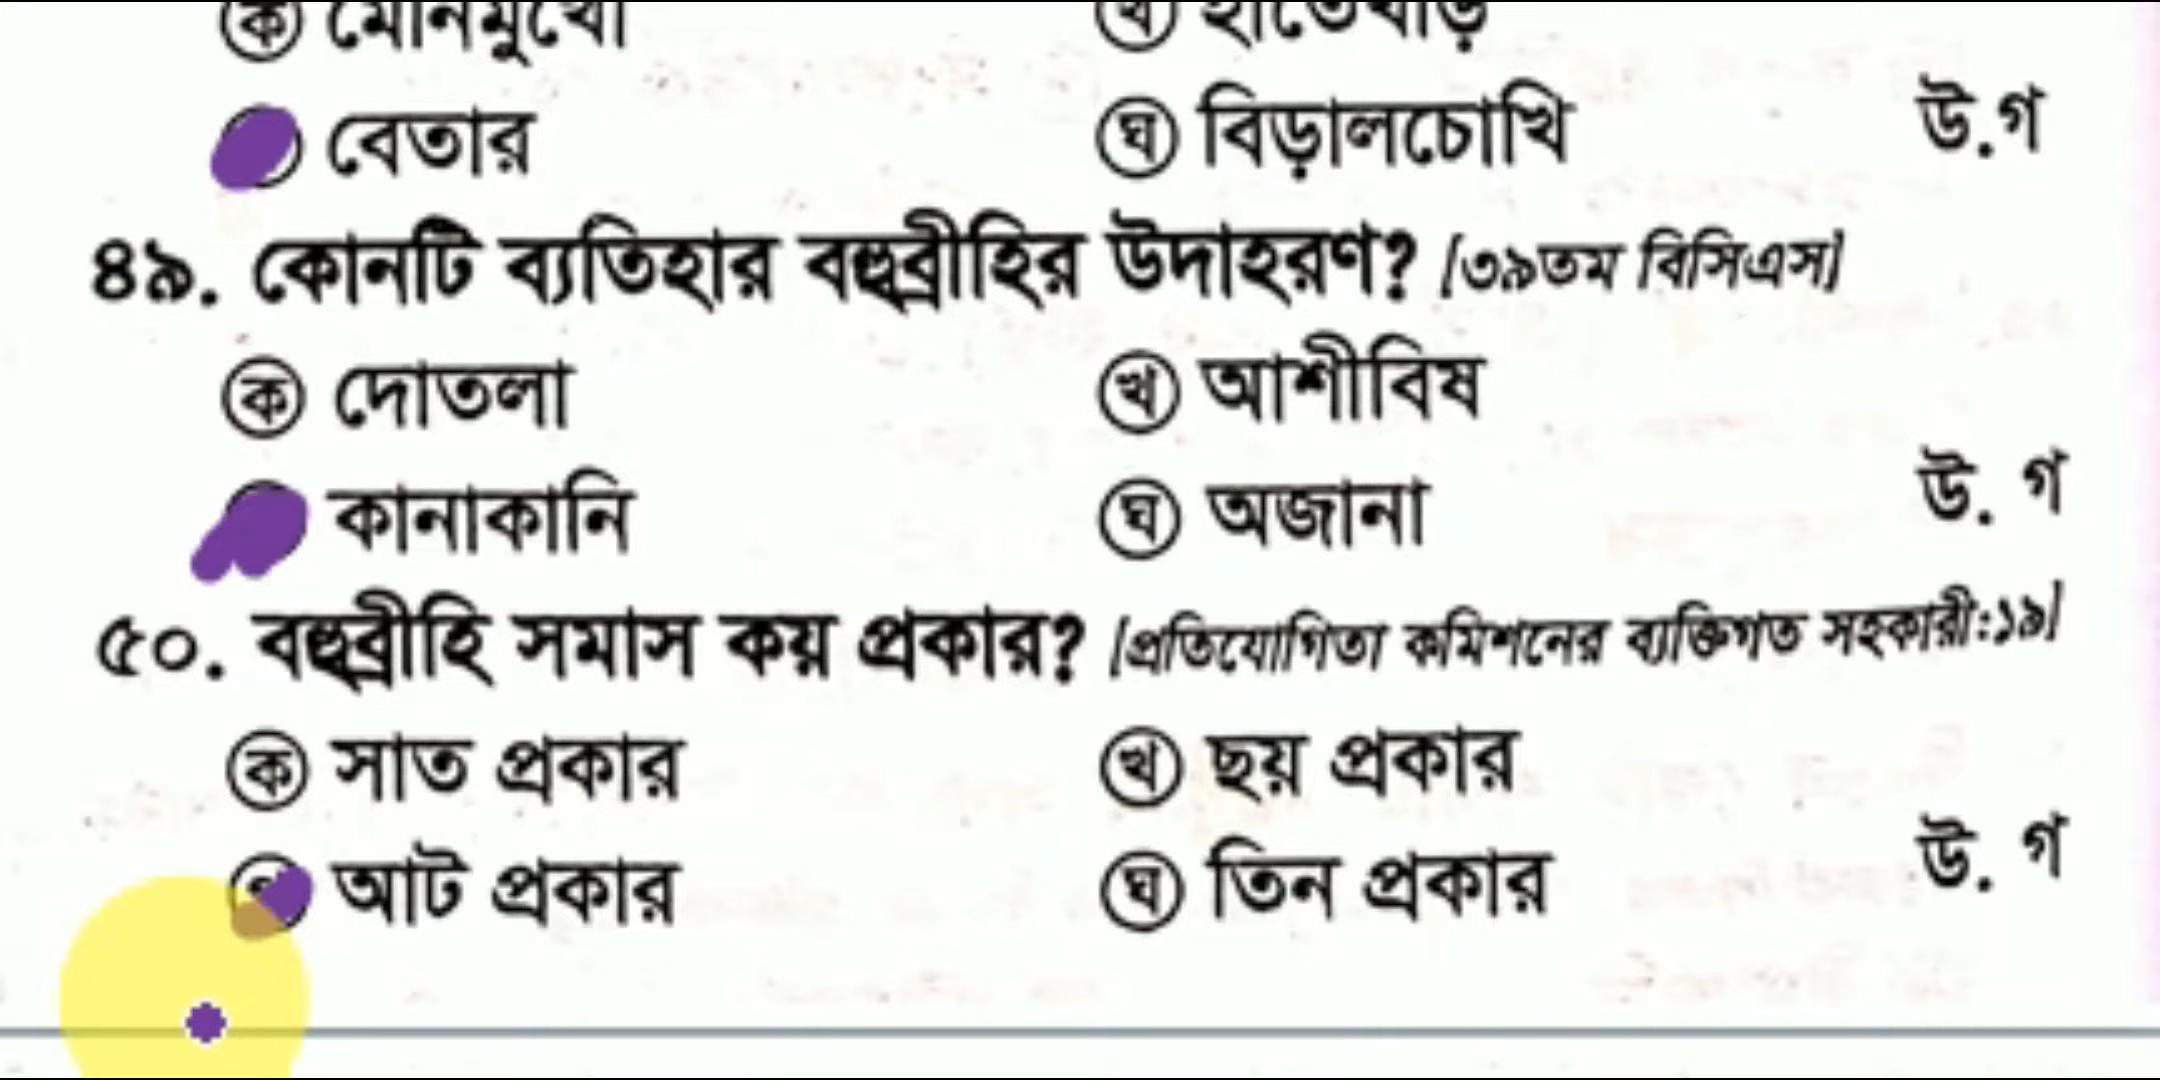 ক মেনিমুখো খ হাতেখড়ি
বেতার ঘ বিড়ালচোখি উ.গ
৪৯. কোনটি ব্যতিহার বহুব্রীহির উদাহরণ? [৩৯তম বিসিএস]
ক দোতলা খ আশীবিষ
কানাকানি ঘ অজানা উ. গ
৫০. বহুব্রীহি সমাস কয় প্রকার? [প্রতিযোগিতা কমিশনের ব্যক্তিগত সহকারী:১৯]
ক সাত প্রকার খ ছয় প্রকার
আট প্রকার ঘ তিন প্রকার উ. গ